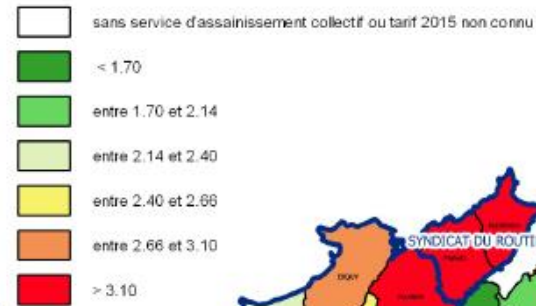 sans service d'assainissement collectif ou tarif 2015 non connu
< 1.70
entre 1.70 et 2.14
entre 2.14 et 2.40
entre 2.40 et 2.66
entre 2.66 et 3.10
> 3.10
SYNDICAT DU ROUTI